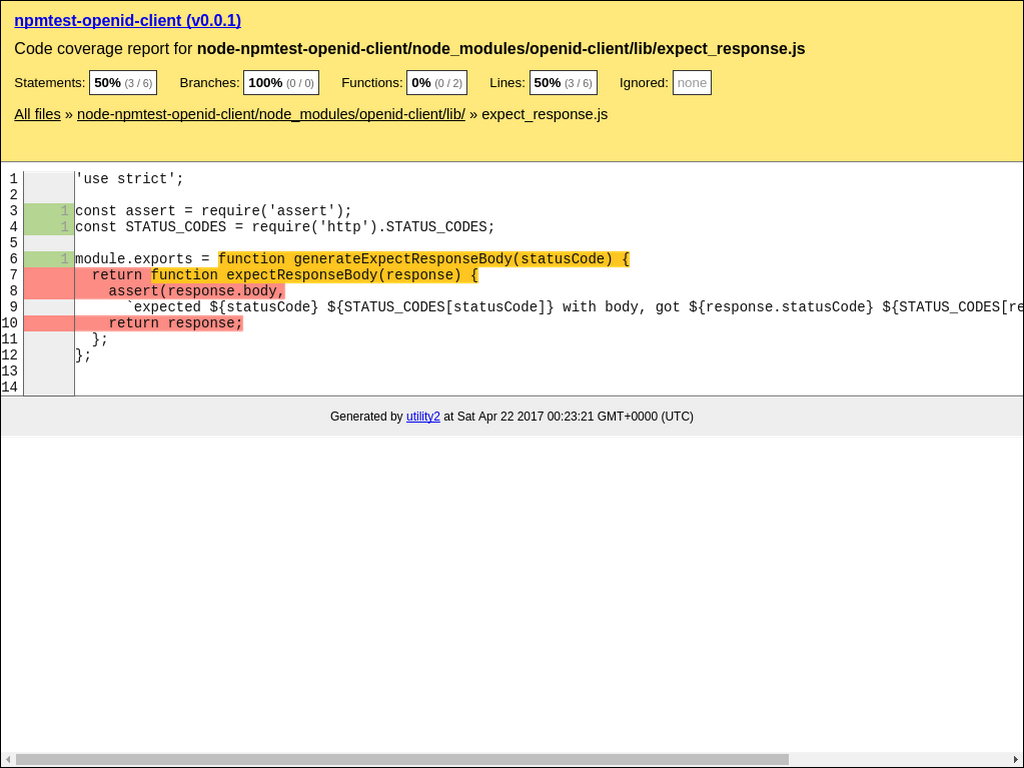 npmtest-openid-client (v0.0.1)
Code coverage report for node-npmtest-openid-client/node_modules/openid-client/lib/expect_response.js
Statements: 50% (3 / 6) Branches: 100% (0 / 0) Functions: 0% (0 / 2) Lines: 50% (3 / 6) Ignored: none
All files » node-npmtest-openid-client/node_modules/openid-client/lib/ » expect_response.js
1 'use strict';
2
3 1 const assert = require('assert');
4 1 const STATUS_CODES = require('http').STATUS_CODES;
5
6 1 module.exports = function generateExpectResponseBody(statusCode) {
7   return function expectResponseBody(response) {
8     assert(response.body,
9       `expected ${statusCode} ${STATUS_CODES[statusCode]} with body, got ${response.statusCode} ${STATUS_CODES[re
10     return response;
11   };
12 };
13
14
Generated by utility2 at Sat Apr 22 2017 00:23:21 GMT+0000 (UTC)